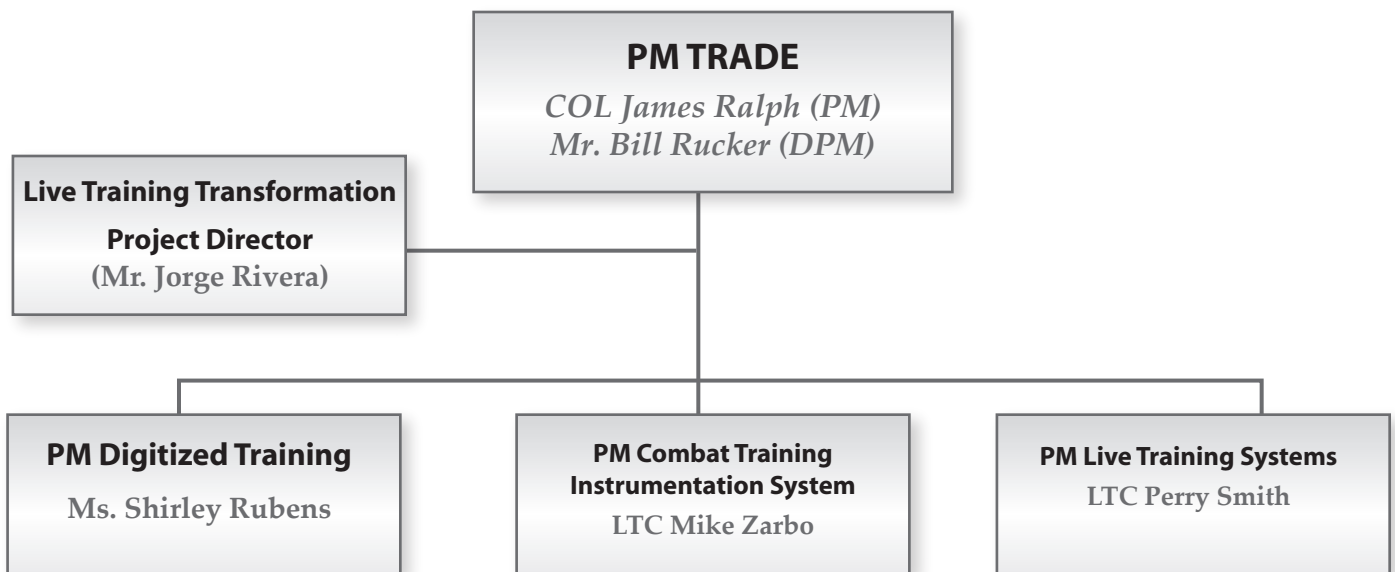 PM TRADE
COL James Ralph (PM)
Mr. Bill Rucker (DPM)
Live Training Transformation
Project Director
(Mr. Jorge Rivera)
PM Digitized Training
Ms. Shirley Rubens
PM Combat Training
Instrumentation System
LTC Mike Zarbo
PM Live Training Systems
LTC Perry Smith